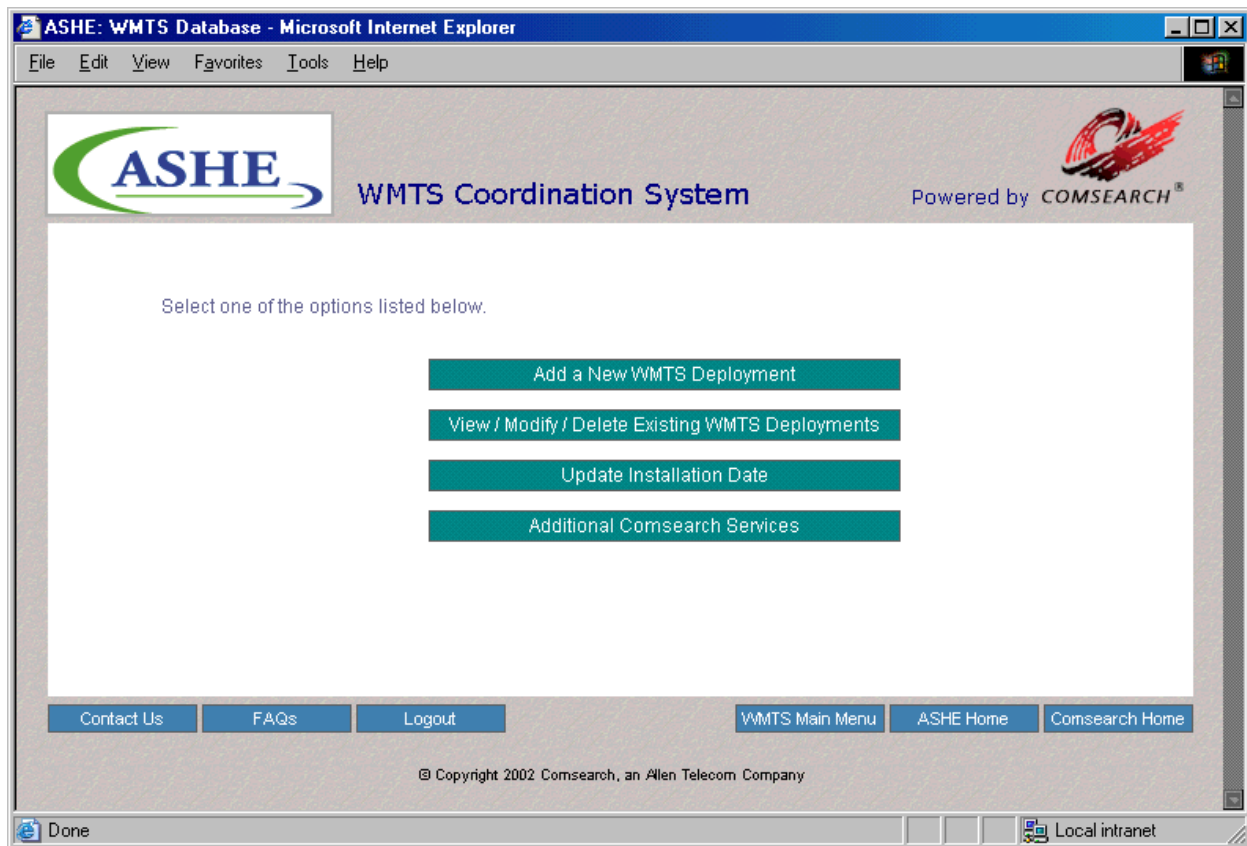 ASHE: WMTS Database - Microsoft Internet Explorer
File Edit View Favorites Tools Help
ASHE
WMTS Coordination System
Powered by COMSEARCH®
Select one of the options listed below.
Add a New WMTS Deployment
View / Modify / Delete Existing WMTS Deployments
Update Installation Date
Additional Comsearch Services
Contact Us FAQs Logout WMTS Main Menu ASHE Home Comsearch Home
© Copyright 2002 Comsearch, an Allen Telecom Company
Done Local intranet